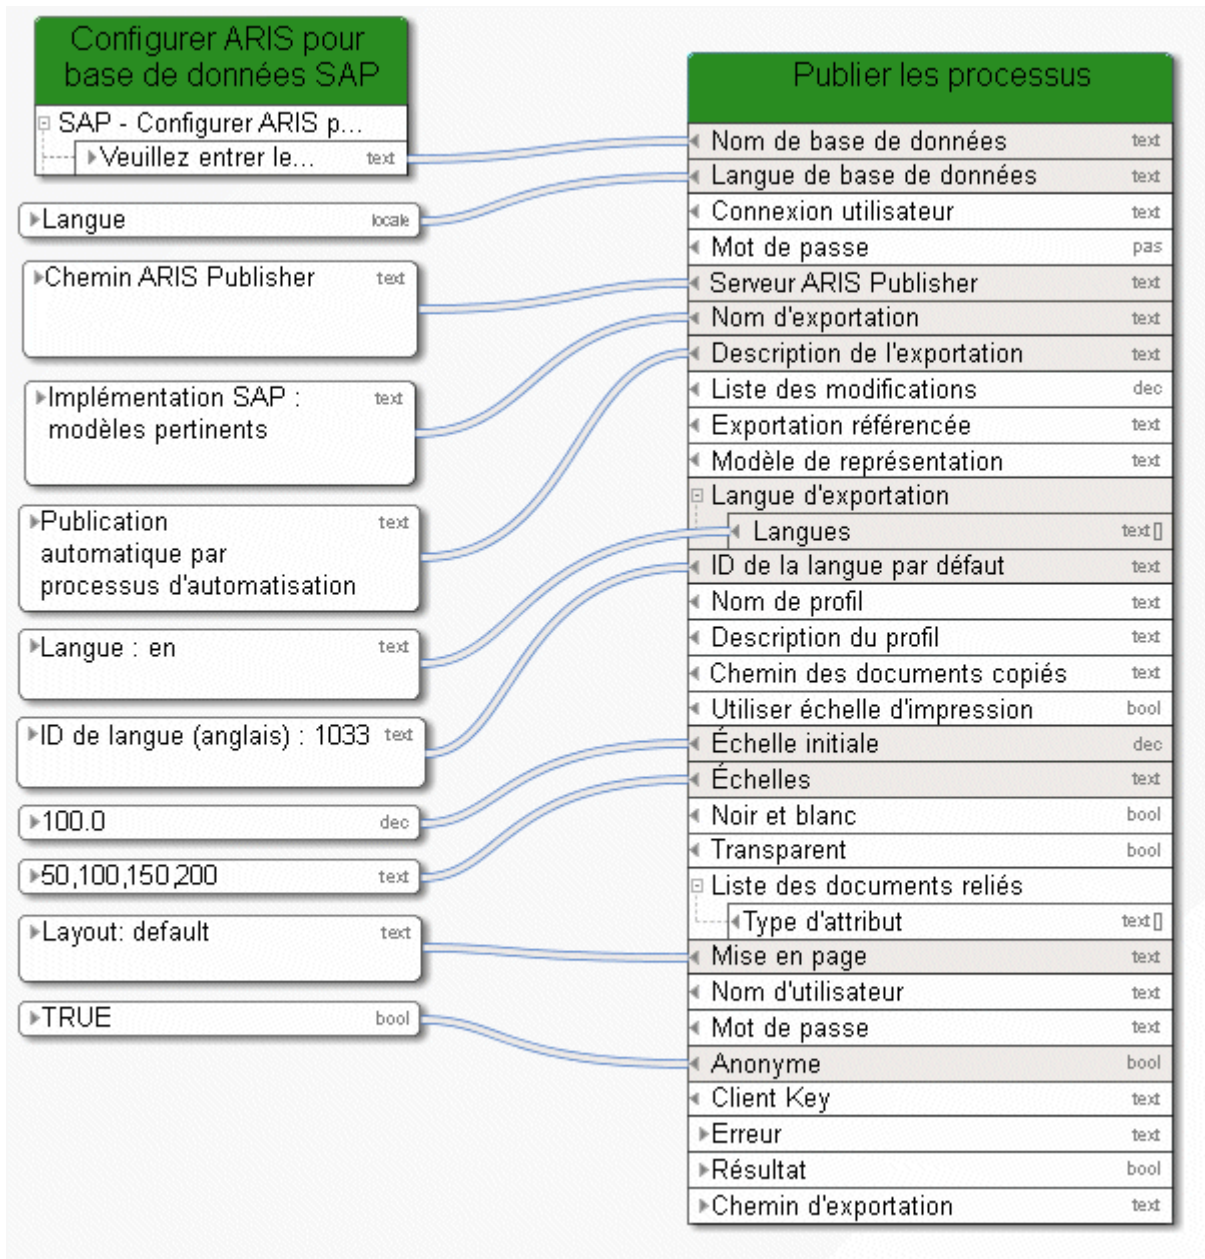 Configurer ARIS pour
base de données SAP
SAP - Configurer ARIS p...
Veuillez entrer le... text
Langue locale
Chemin ARIS Publisher text
Implémentation SAP : text
modèles pertinents
Publication text
automatique par
processus d'automatisation
Langue : en text
ID de langue (anglais) : 1033 text
100.0 dec
50,100,150,200 text
Layout: default text
TRUE bool
Publier les processus
Nom de base de données text
Langue de base de données text
Connexion utilisateur text
Mot de passe pas
Serveur ARIS Publisher text
Nom d'exportation text
Description de l'exportation text
Liste des modifications dec
Exportation référencée text
Modèle de représentation text
Langue d'exportation
Langues text[]
ID de la langue par défaut text
Nom de profil text
Description du profil text
Chemin des documents copiés text
Utiliser échelle d'impression bool
Échelle initiale dec
Échelles text
Noir et blanc bool
Transparent bool
Liste des documents reliés
Type d'attribut text[]
Mise en page text
Nom d'utilisateur text
Mot de passe text
Anonyme bool
Client Key text
Erreur text
Résultat bool
Chemin d'exportation text